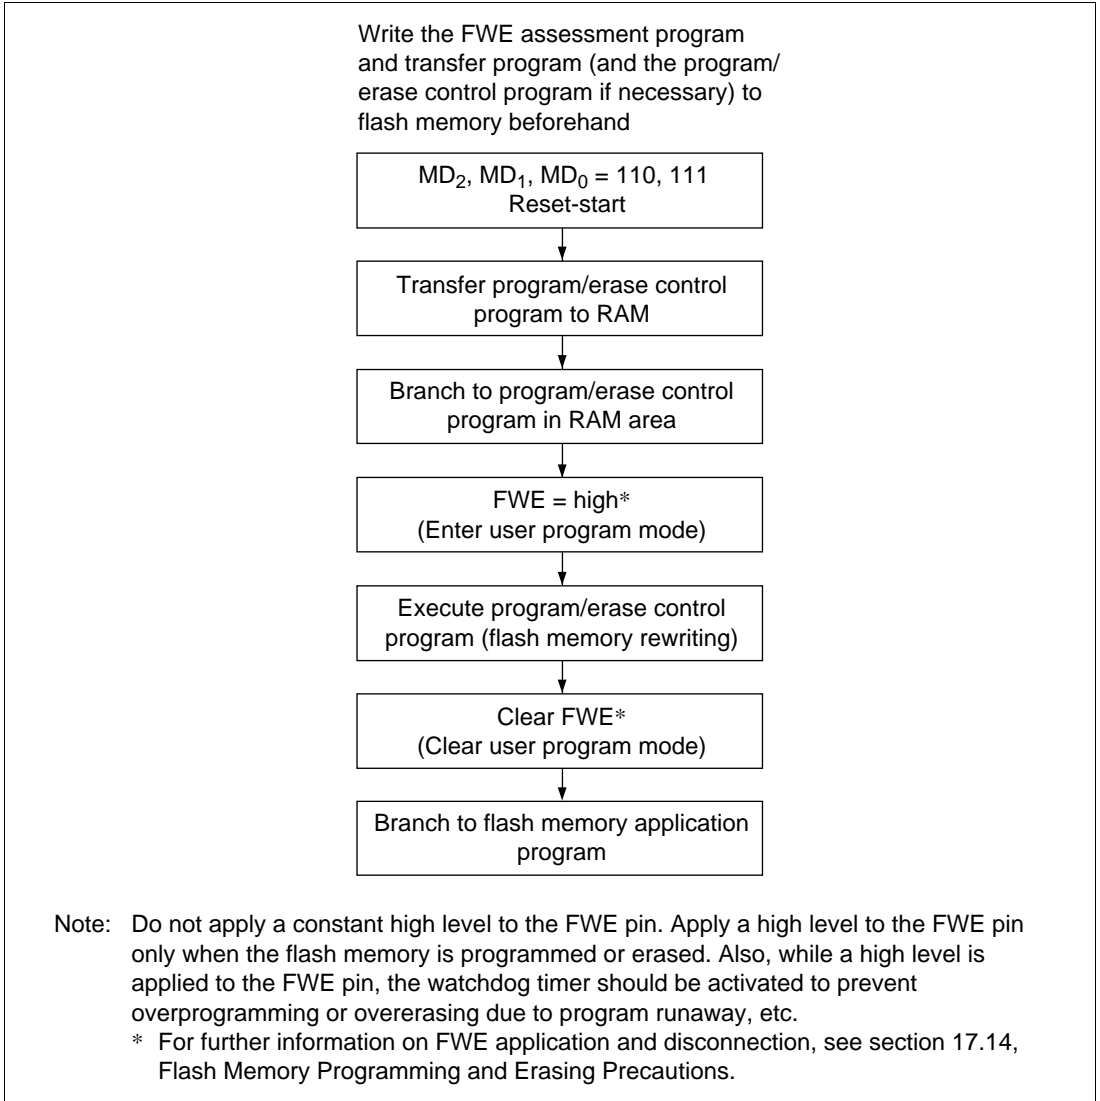 Write the FWE assessment program
and transfer program (and the program/
erase control program if necessary) to
flash memory beforehand
MD2, MD1, MD0 = 110, 111
Reset-start
Transfer program/erase control
program to RAM
Branch to program/erase control
program in RAM area
FWE = high*
(Enter user program mode)
Execute program/erase control
program (flash memory rewriting)
Clear FWE*
(Clear user program mode)
Branch to flash memory application
program
Note: Do not apply a constant high level to the FWE pin. Apply a high level to the FWE pin
only when the flash memory is programmed or erased. Also, while a high level is
applied to the FWE pin, the watchdog timer should be activated to prevent
overprogramming or overerasing due to program runaway, etc.
* For further information on FWE application and disconnection, see section 17.14,
Flash Memory Programming and Erasing Precautions.